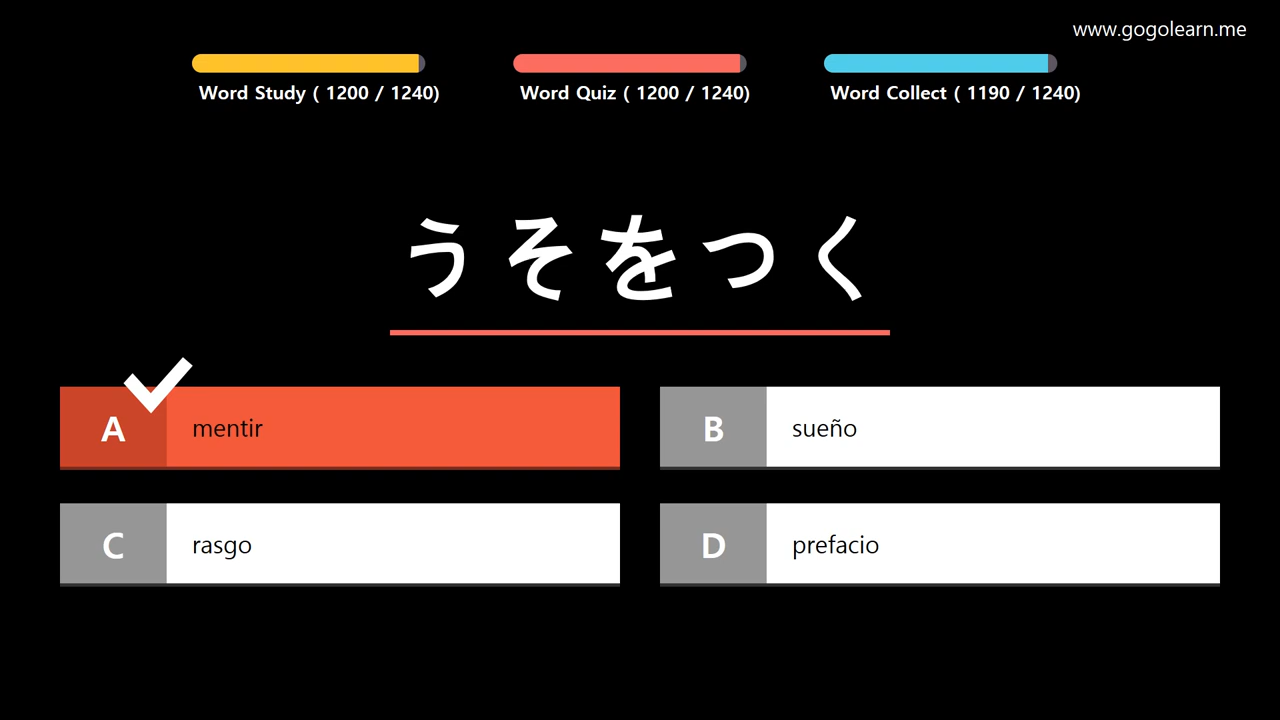 www.gogolearn.me
Word Study ( 1200 / 1240)
Word Quiz ( 1200 / 1240)
Word Collect ( 1190 / 1240)
うそをつく
A mentir
B sueño
C rasgo
D prefacio